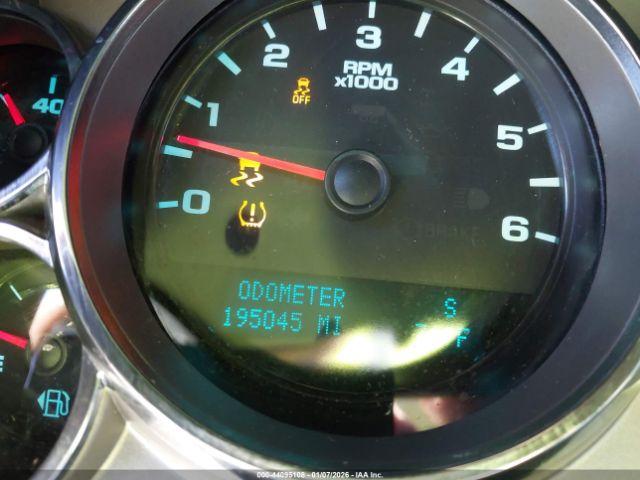 3
2
4
RPM
x1000
OFF
40
1
5
0
6
ODOMETER
S
195045 MI
F
E
000-44095108 - 01/07/2026 - IAA Inc.